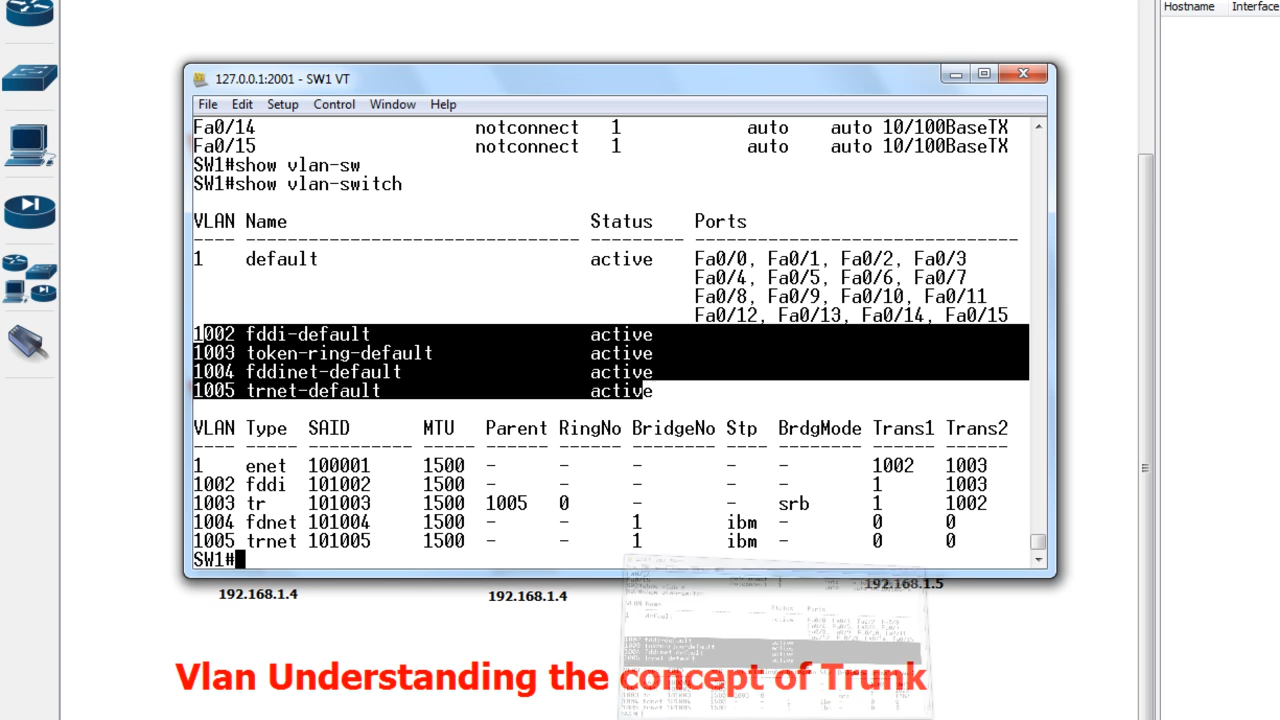 Hostname Interface
127.0.0.1:2001 - SW1 VT
File Edit Setup Control Window Help
Fa0/14 notconnect 1 auto auto 10/100BaseTX
Fa0/15 notconnect 1 auto auto 10/100BaseTX
SW1#show vlan-sw
SW1#show vlan-switch
VLAN Name Status Ports
---- -------------------------------- --------- -------------------------------
1 default active Fa0/0, Fa0/1, Fa0/2, Fa0/3
Fa0/4, Fa0/5, Fa0/6, Fa0/7
Fa0/8, Fa0/9, Fa0/10, Fa0/11
Fa0/12, Fa0/13, Fa0/14, Fa0/15
1002 fddi-default active
1003 token-ring-default active
1004 fddinet-default active
1005 trnet-default active
VLAN Type SAID MTU Parent RingNo BridgeNo Stp BrdgMode Trans1 Trans2
---- ----- ---------- ----- ------ ------ -------- ---- -------- ------ ------
1 enet 100001 1500 - - - - - 1002 1003
1002 fddi 101002 1500 - - - - - 1 1003
1003 tr 101003 1500 1005 0 - - srb 1 1002
1004 fdnet 101004 1500 - - 1 ibm - 0 0
1005 trnet 101005 1500 - - 1 ibm - 0 0
SW1#
192.168.1.4 192.168.1.4 192.168.1.5
Vlan Understanding the concept of Trunk